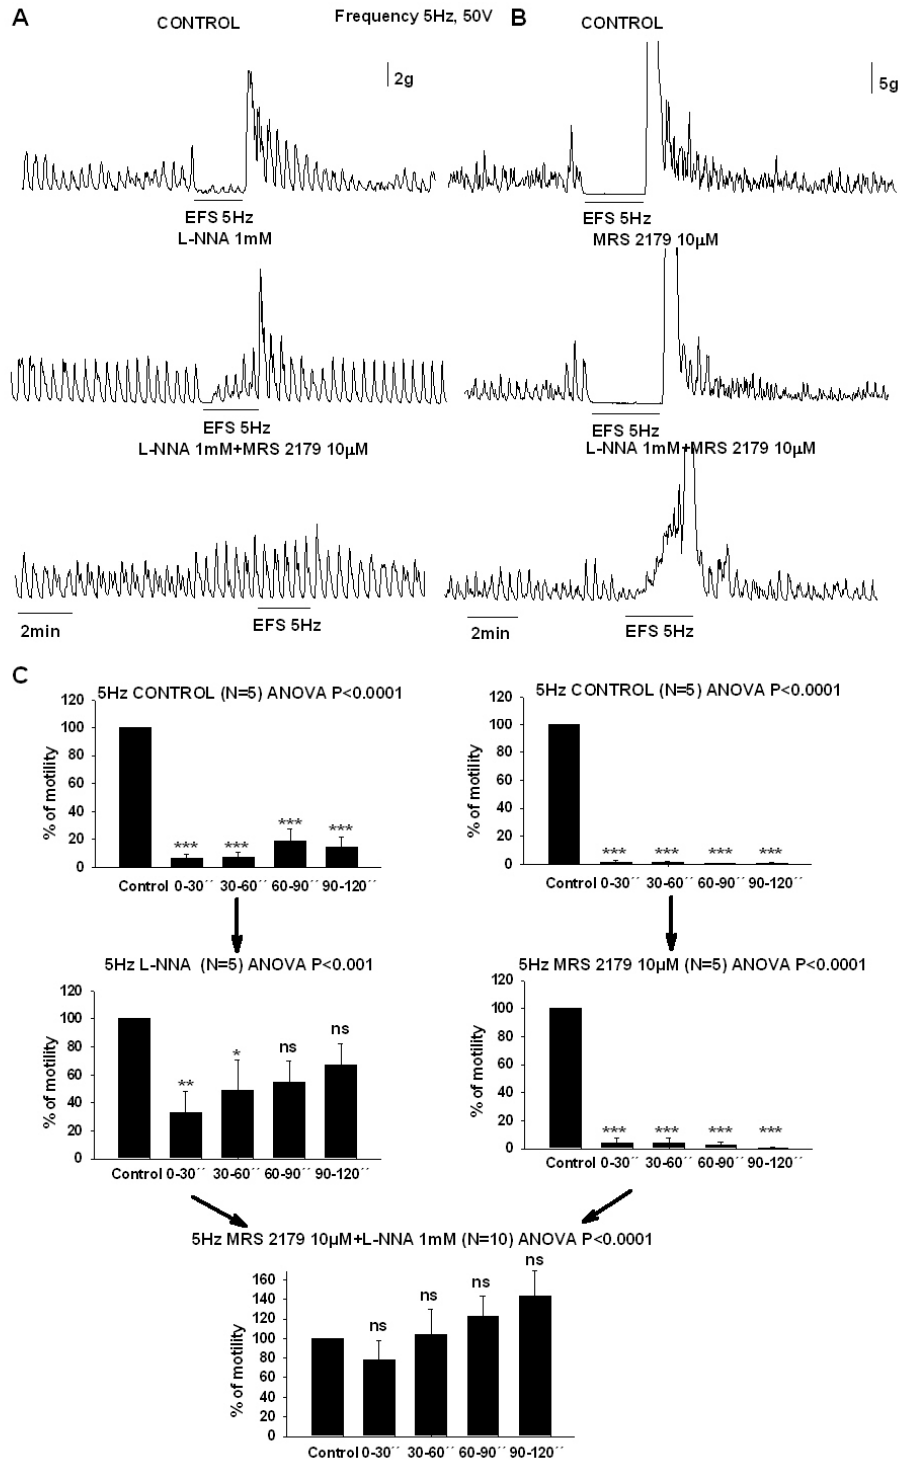 A
Frequency 5Hz, 50V
B
CONTROL
CONTROL
2g
5g
EFS 5Hz
EFS 5Hz
L-NNA 1mM
MRS 2179 10µM
EFS 5Hz
EFS 5Hz
L-NNA 1mM+MRS 2179 10µM
L-NNA 1mM+MRS 2179 10µM
2min
EFS 5Hz
2min
EFS 5Hz
C
5Hz CONTROL (N=5) ANOVA P<0.0001
120
100
80
60
40
20
0
% of motility
*** *** *** ***
Control 0-30´´ 30-60´´ 60-90´´ 90-120´´
5Hz CONTROL (N=5) ANOVA P<0.0001
120
100
80
60
40
20
0
% of motility
*** *** *** ***
Control 0-30´´ 30-60´´ 60-90´´ 90-120´´
5Hz L-NNA (N=5) ANOVA P<0.001
120
100
80
60
40
20
0
% of motility
** * ns ns
Control 0-30´´ 30-60´´ 60-90´´ 90-120´´
5Hz MRS 2179 10µM (N=5) ANOVA P<0.0001
120
100
80
60
40
20
0
% of motility
*** *** *** ***
Control 0-30´´ 30-60´´ 60-90´´ 90-120´´
5Hz MRS 2179 10µM+L-NNA 1mM (N=10) ANOVA P<0.0001
160
140
120
100
80
60
40
20
0
% of motility
ns ns ns ns
Control 0-30´´ 30-60´´ 60-90´´ 90-120´´